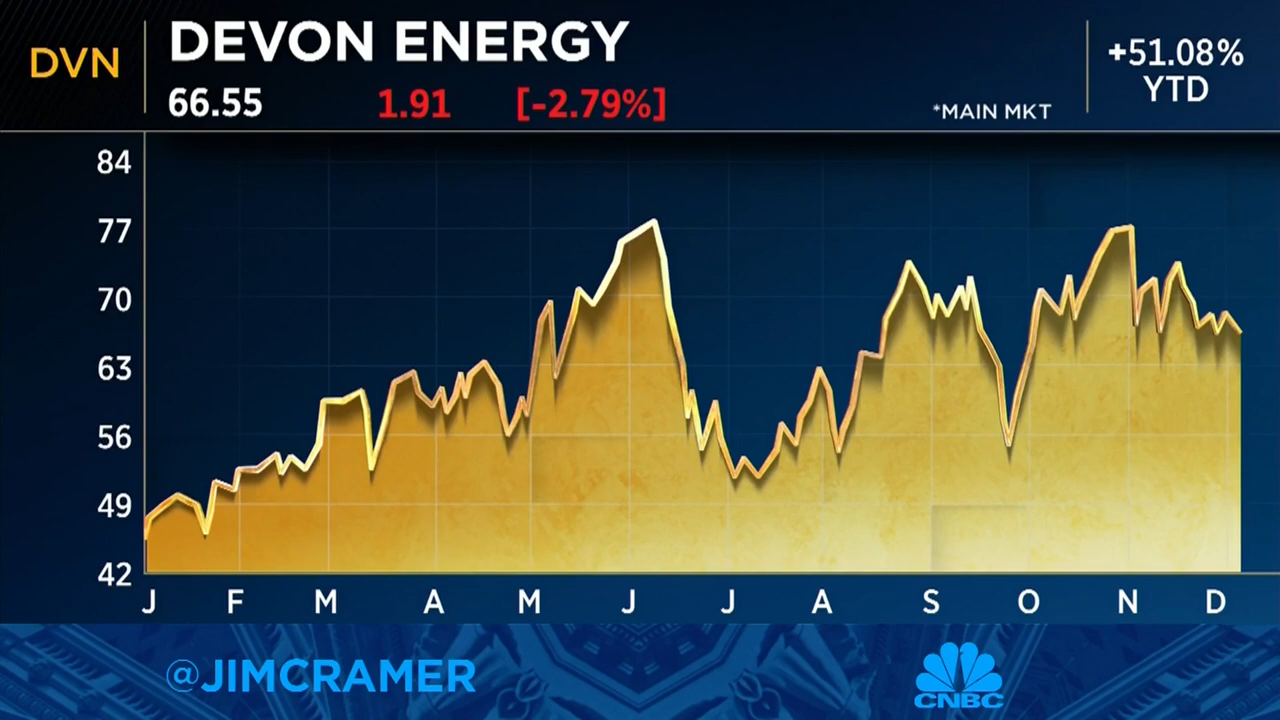 DVN
DEVON ENERGY
66.55 1.91 [-2.79%]
*MAIN MKT
+51.08%
YTD
84
77
70
63
56
49
42
J F M A M J J A S O N D
@JIMCRAMER
CNBC